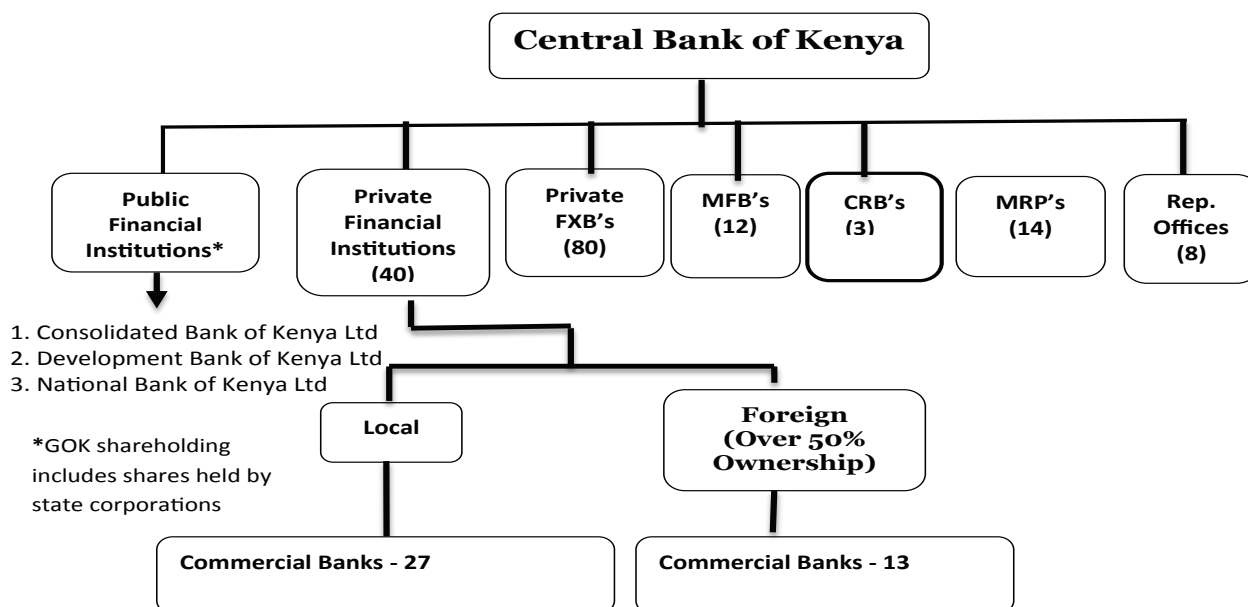 Central Bank of Kenya
Public
Financial
Institutions*
Private
Financial
Institutions
(40)
Private
FXB’s
(80)
MFB’s
(12)
CRB’s
(3)
MRP’s
(14)
Rep.
Offices
(8)
1. Consolidated Bank of Kenya Ltd
2. Development Bank of Kenya Ltd
3. National Bank of Kenya Ltd
*GOK shareholding
includes shares held by
state corporations
Local
Foreign
(Over 50%
Ownership)
Commercial Banks - 27
Commercial Banks - 13